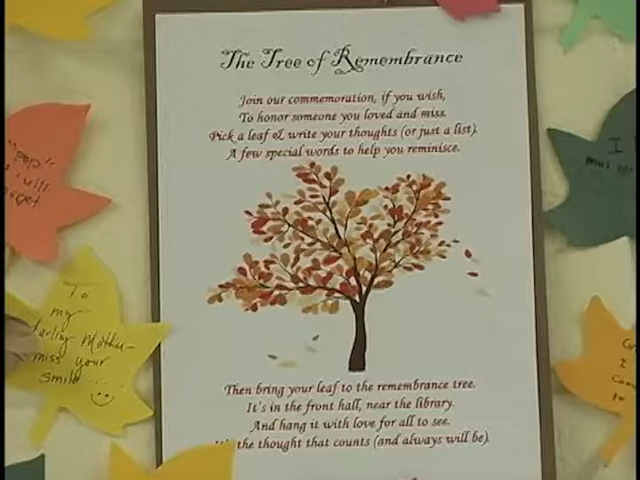 The Tree of Remembrance
Join our commemoration, if you wish,
To honor someone you loved and miss.
Pick a leaf & write your thoughts (or just a list).
A few special words to help you reminisce.
Then bring your leaf to the remembrance tree.
It's in the front hall, near the library.
And hang it with love for all to see.
the thought that counts (and always will be).
"pop"
will
To
my
Mother-
miss your
smile...
I